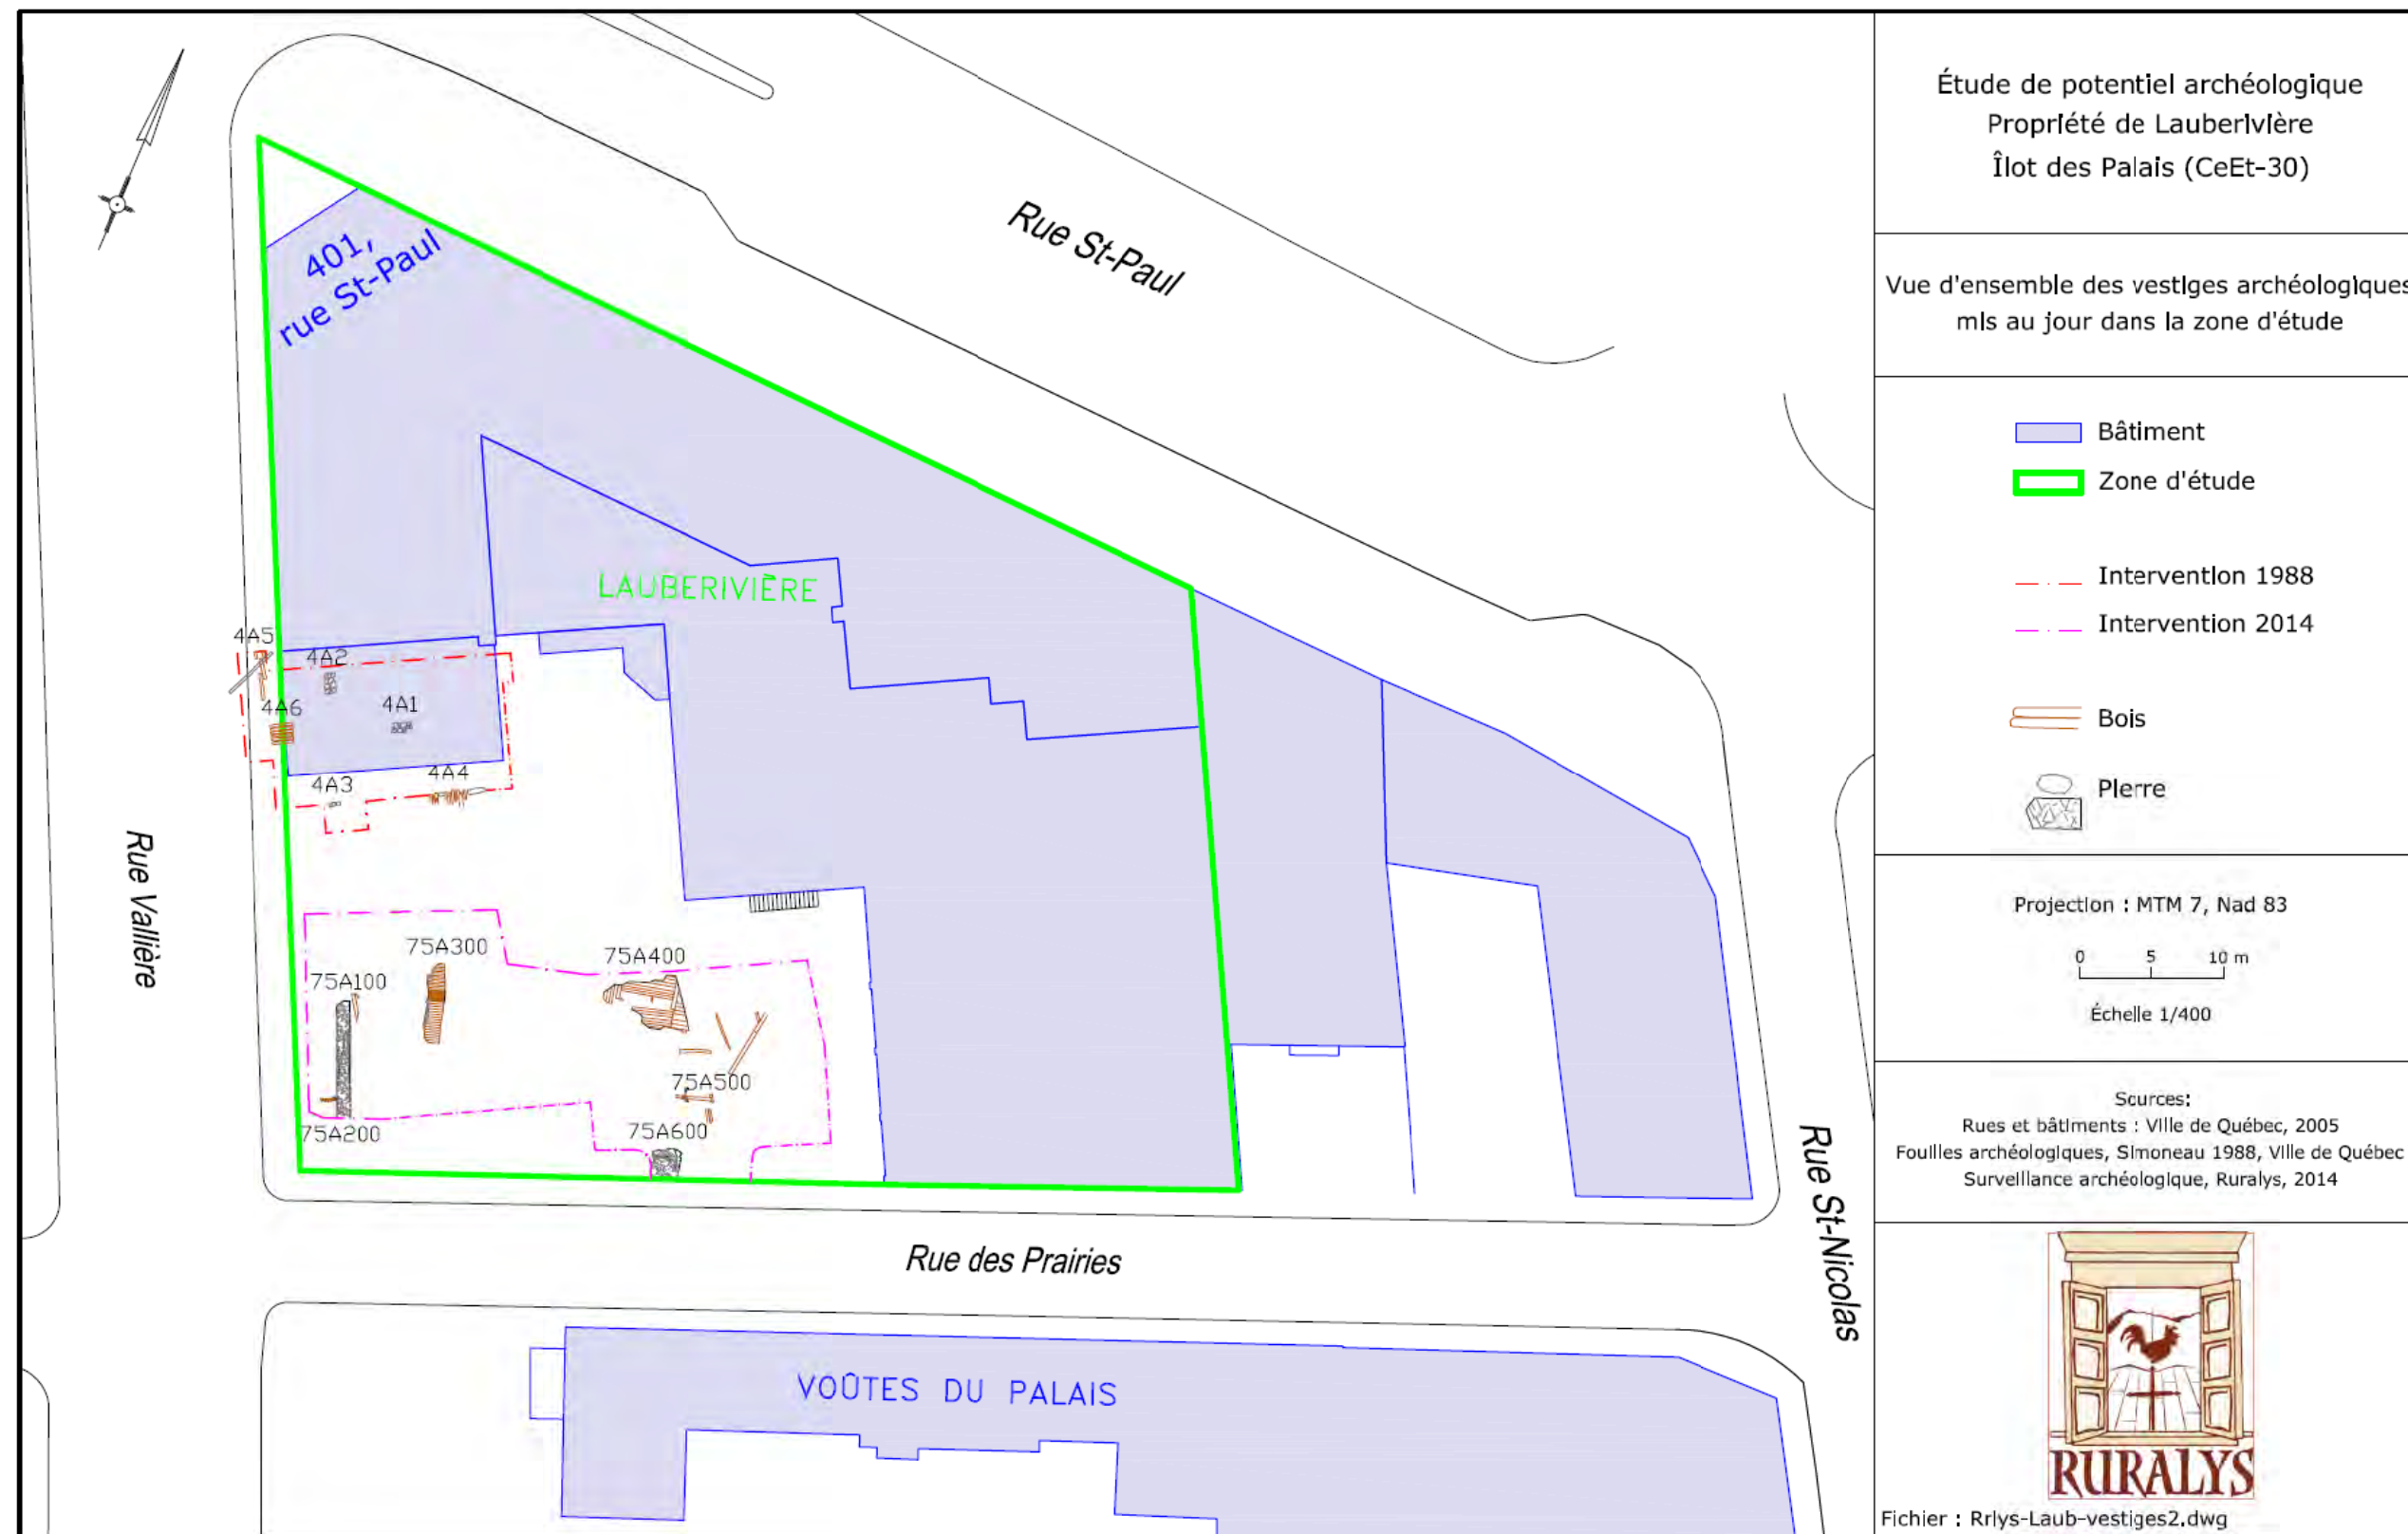 401,
rue St-Paul
Rue St-Paul
LAUBERIVIÈRE
4A5
4A2
4A6
4A1
4A3
4A4
Rue Vallière
75A300
75A400
75A100
75A500
75A200
75A600
Rue St-Nicolas
Rue des Prairies
VOÛTES DU PALAIS
Étude de potentiel archéologique
Propriété de Lauberivière
Îlot des Palais (CeEt-30)
Vue d'ensemble des vestiges archéologiques
mis au jour dans la zone d'étude
Bâtiment
Zone d'étude
Intervention 1988
Intervention 2014
Bois
Pierre
Projection : MTM 7, Nad 83
0 5 10 m
Échelle 1/400
Sources:
Rues et bâtiments : Ville de Québec, 2005
Fouilles archéologiques, Simoneau 1988, Ville de Québec
Surveillance archéologique, Ruralys, 2014
RURALYS
Fichier : Rrlys-Laub-vestiges2.dwg